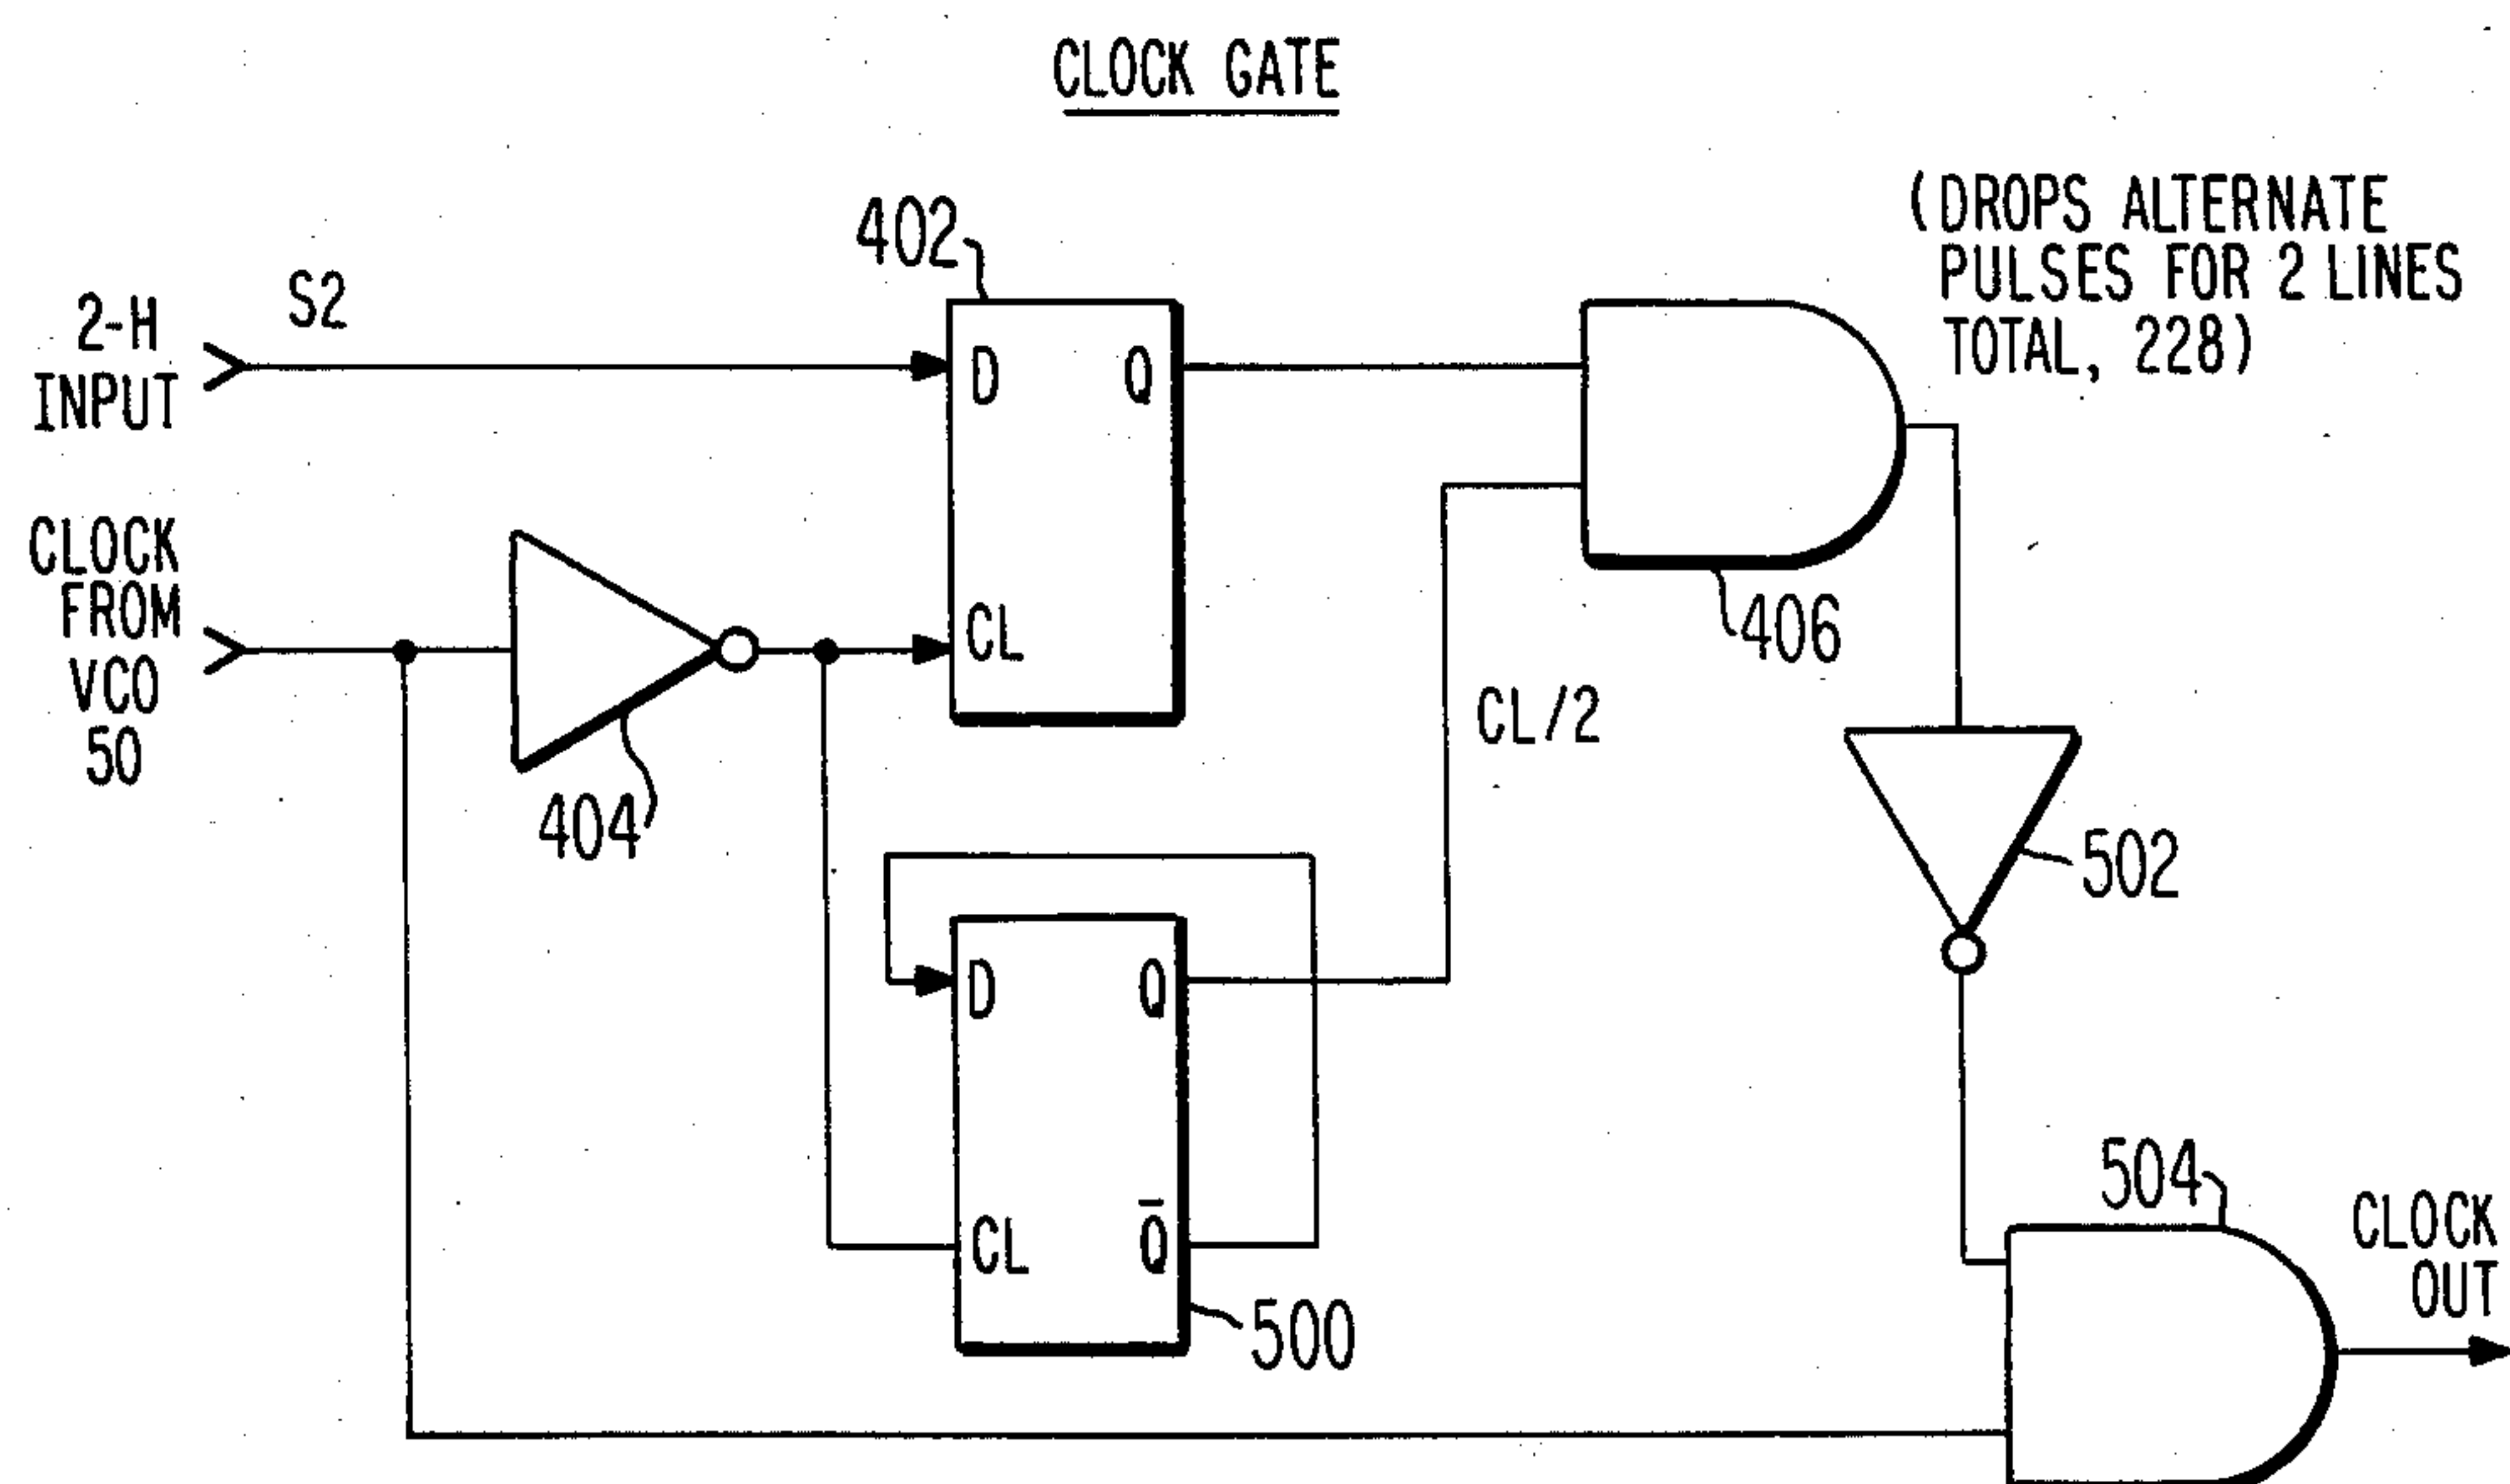 CLOCK GATE
(DROPS ALTERNATE
PULSES FOR 2 LINES
TOTAL, 228)
402
S2
2-H
INPUT
D
Q
CLOCK
FROM
VCO
50
CL
404
406
CL/2
502
D
Q
CL
Q̅
500
504
CLOCK
OUT